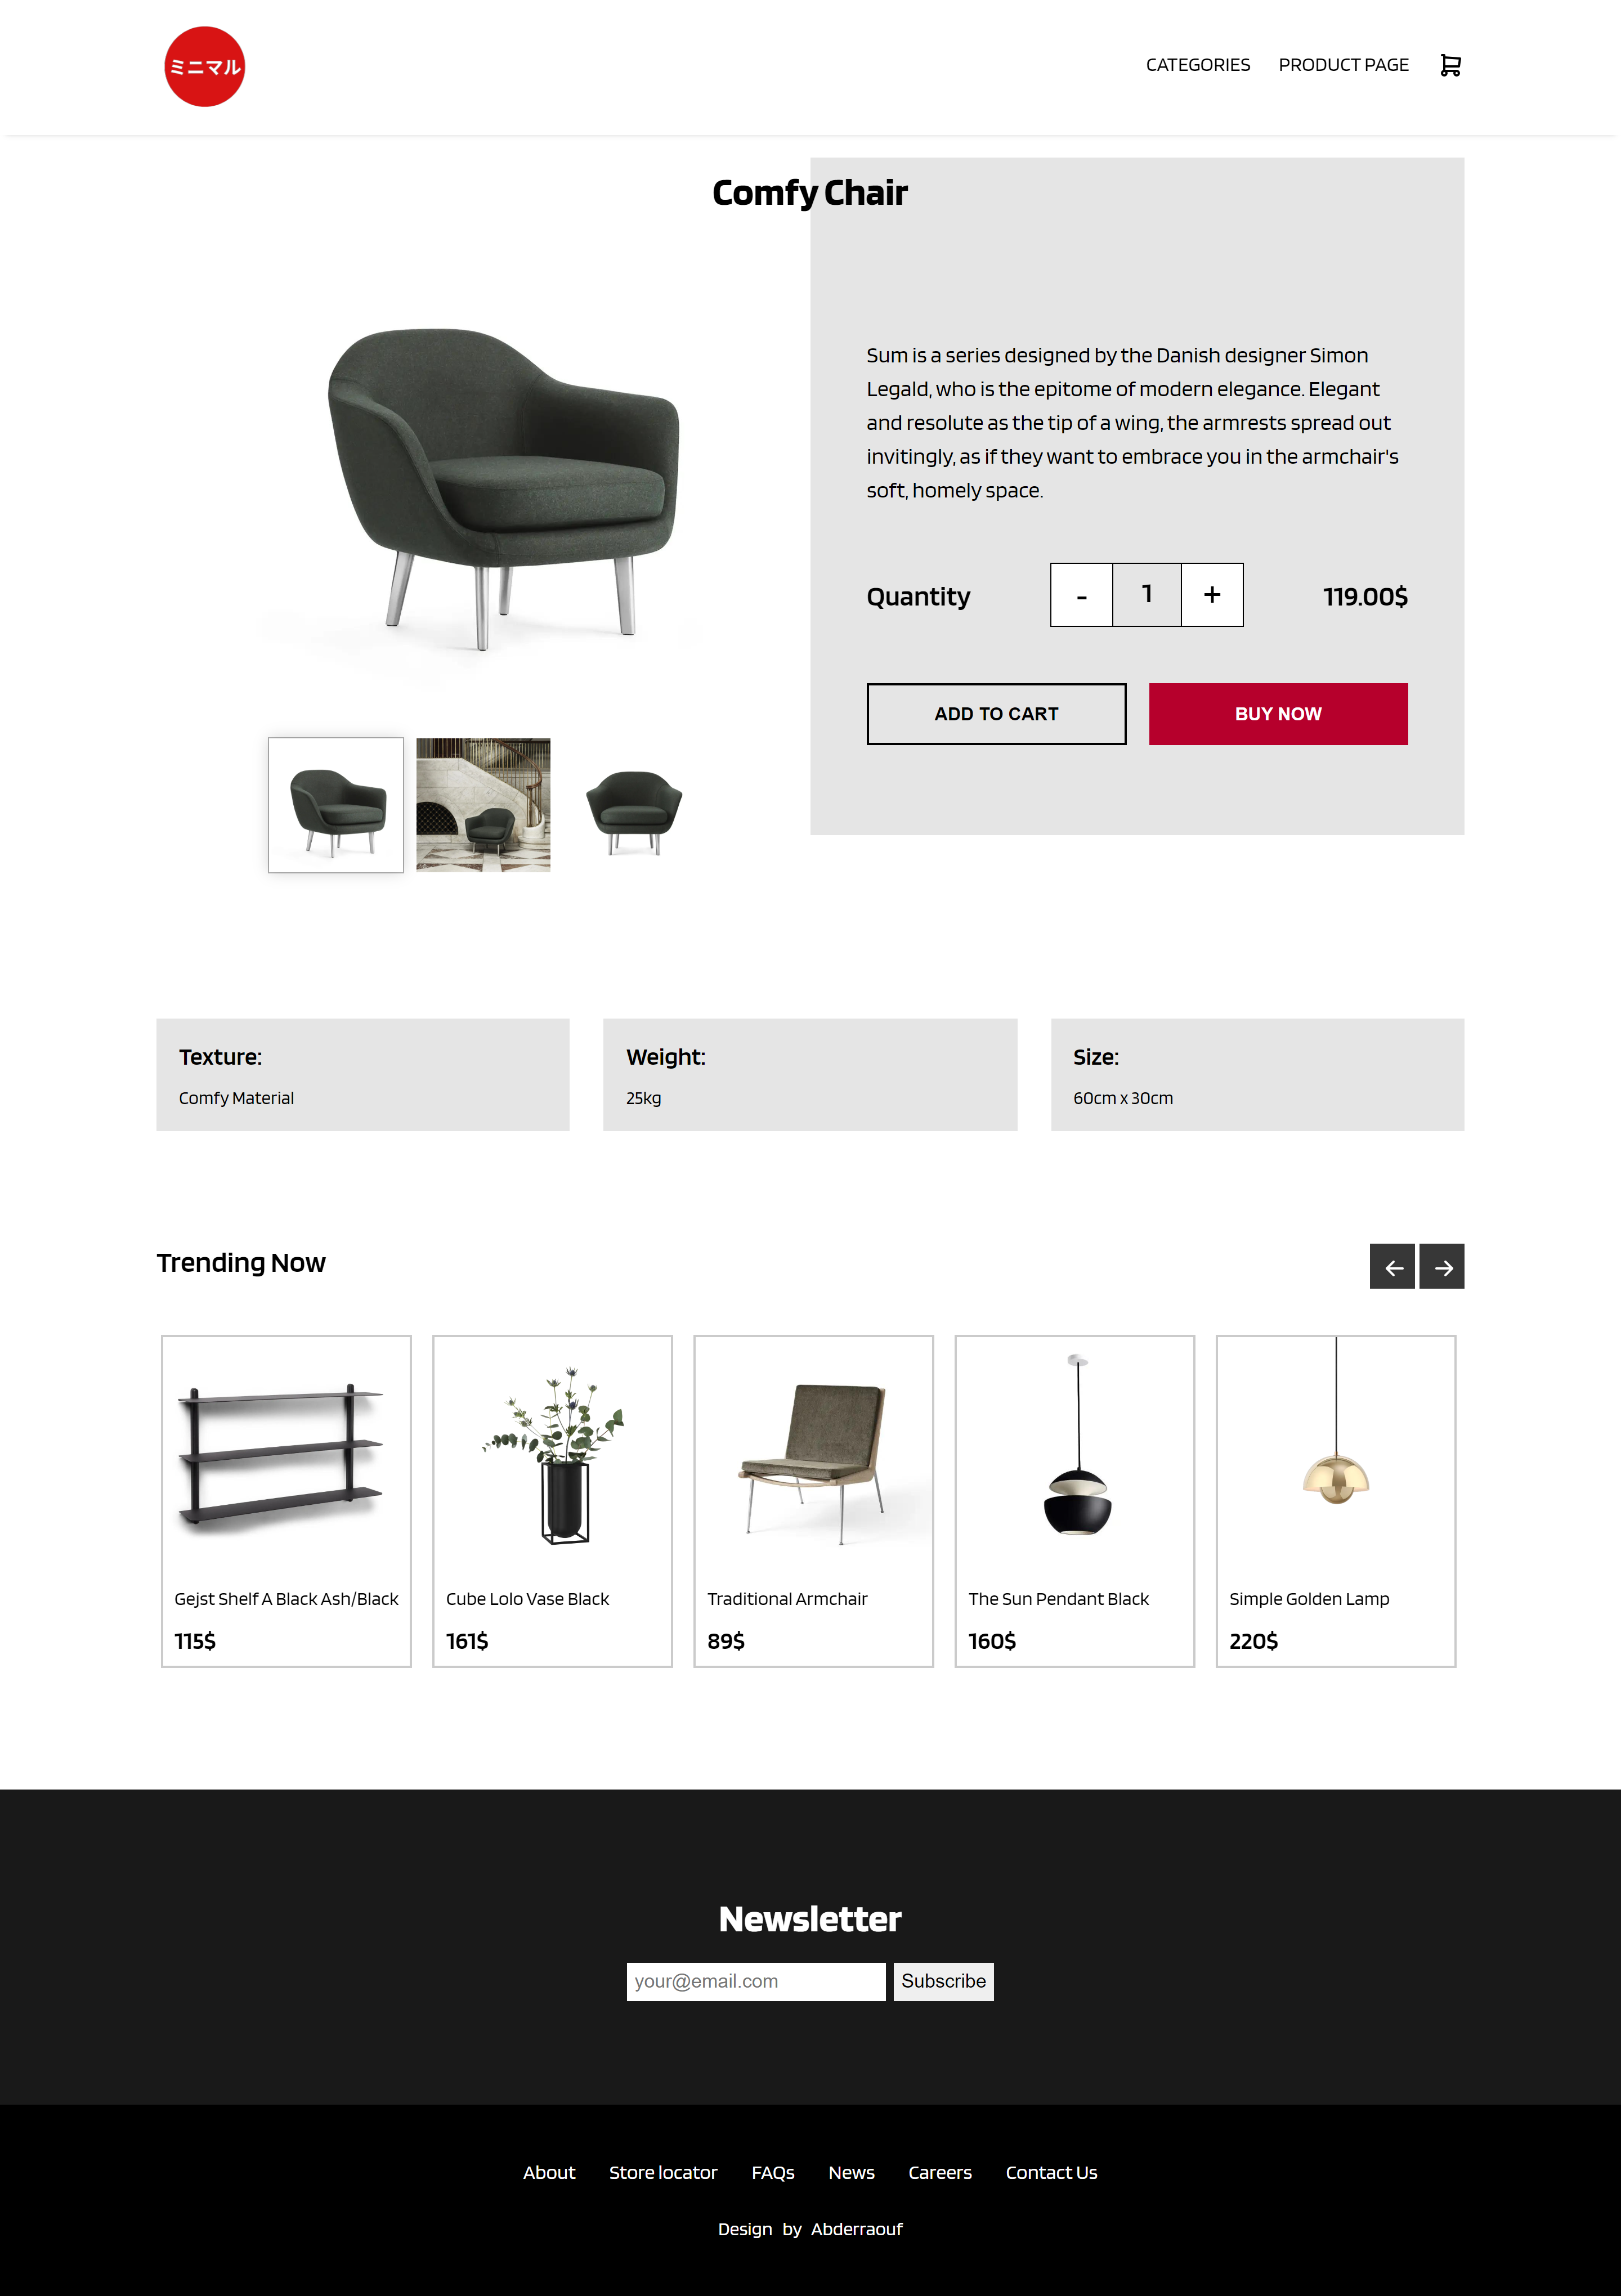 ミニマル
CATEGORIES
PRODUCT PAGE
Comfy Chair
Sum is a series designed by the Danish designer Simon
Legald, who is the epitome of modern elegance. Elegant
and resolute as the tip of a wing, the armrests spread out
invitingly, as if they want to embrace you in the armchair's
soft, homely space.
Quantity
- 1 +
119.00$
ADD TO CART
BUY NOW
Texture:
Comfy Material
Weight:
25kg
Size:
60cm x 30cm
Trending Now
Gejst Shelf A Black Ash/Black
115$
Cube Lolo Vase Black
161$
Traditional Armchair
89$
The Sun Pendant Black
160$
Simple Golden Lamp
220$
Newsletter
your@email.com
Subscribe
About Store locator FAQs News Careers Contact Us
Design by Abderraouf